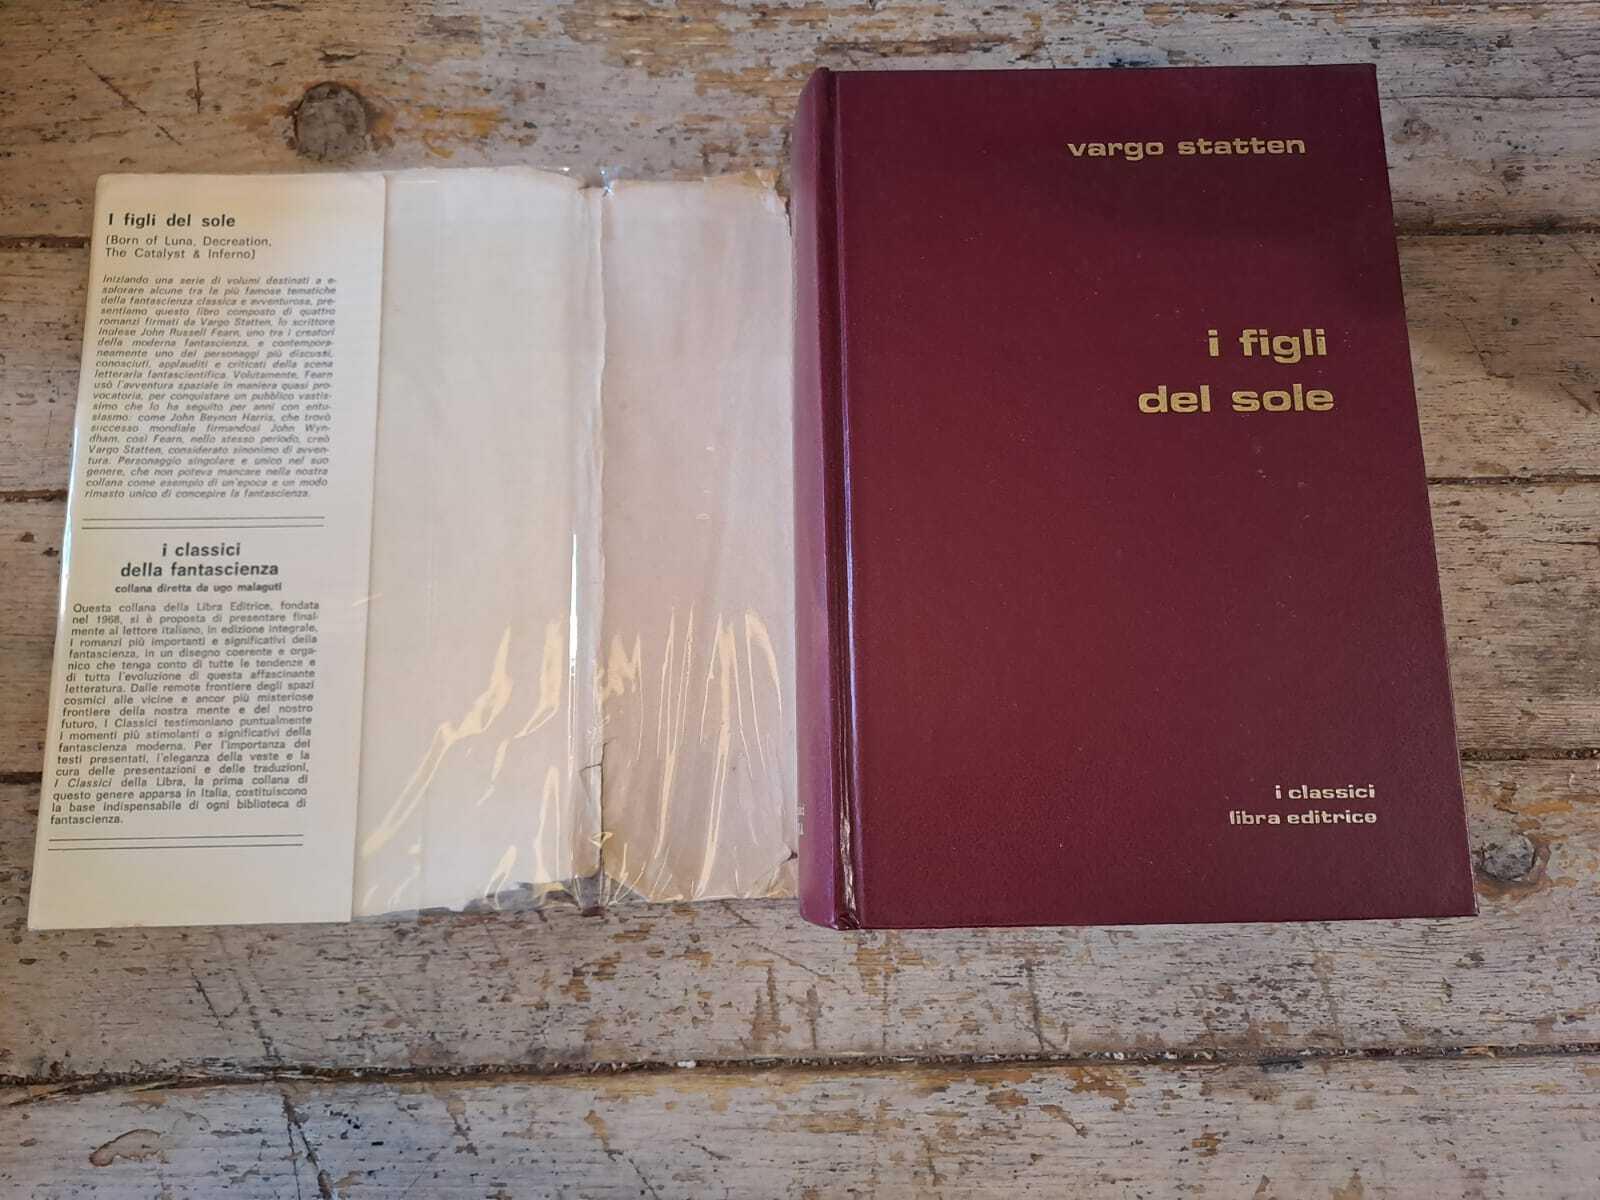 I figli del sole
(Born of Luna, Decreation,
The Catalyst & Inferno)
Iniziando una serie di volumi destinati a e-
splorare alcune tra le più famose tematiche
della fantascienza classica e avventurosa, pre-
sentiamo questo libro composto di quattro
romanzi firmati da Vargo Statten, lo scrittore
inglese John Russell Fearn, uno tra i creatori
della moderna fantascienza, e contempora-
neamente uno dei personaggi più discussi,
conosciuti, applauditi e criticati della scena
letteraria fantascientifica. Volutamente, Fearn
usò l'avventura spaziale in maniera quasi pro-
vocatoria, per conquistare un pubblico vastis-
simo che lo ha seguito per anni con entu-
siasmo: come John Beynon Harris, che trovò
successo mondiale firmandosi John Wyn-
dham, così Fearn, nello stesso periodo, creò
Vargo Statten, considerato sinonimo di avven-
tura. Personaggio singolare e unico nel suo
genere, che non poteva mancare nella nostra
collana come esempio di un'epoca e un modo
rimasto unico di concepire la fantascienza.
i classici
della fantascienza
collana diretta da ugo malaguti
Questa collana della Libra Editrice, fondata
nel 1968, si è proposta di presentare final-
mente al lettore italiano, in edizione integrale,
i romanzi più importanti e significativi della
fantascienza, in un disegno coerente e orga-
nico che tenga conto di tutte le tendenze e
di tutta l'evoluzione di questa affascinante
letteratura. Dalle remote frontiere degli spazi
cosmici alle vicine e ancor più misteriose
frontiere della nostra mente e del nostro
futuro, I Classici testimoniano puntualmente
i momenti più stimolanti o significativi della
fantascienza moderna. Per l'importanza dei
testi presentati, l'eleganza della veste e la
cura delle presentazioni e delle traduzioni,
I Classici della Libra, la prima collana di
questo genere apparsa in Italia, costituiscono
la base indispensabile di ogni biblioteca di
fantascienza.
vargo statten
i figli
del sole
i classici
libra editrice